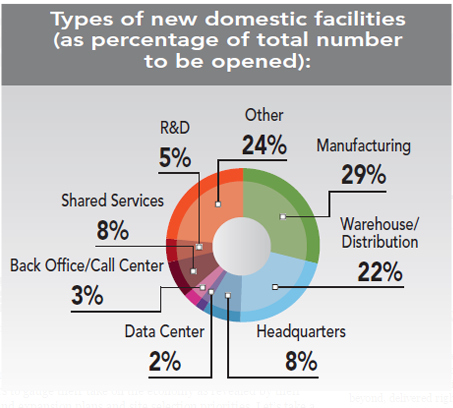 Types of new domestic facilities
(as percentage of total number
to be opened):
Other
24%
R&D
5%
Manufacturing
29%
Shared Services
8%
Warehouse/
Distribution
22%
Back Office/Call Center
3%
Data Center
2%
Headquarters
8%